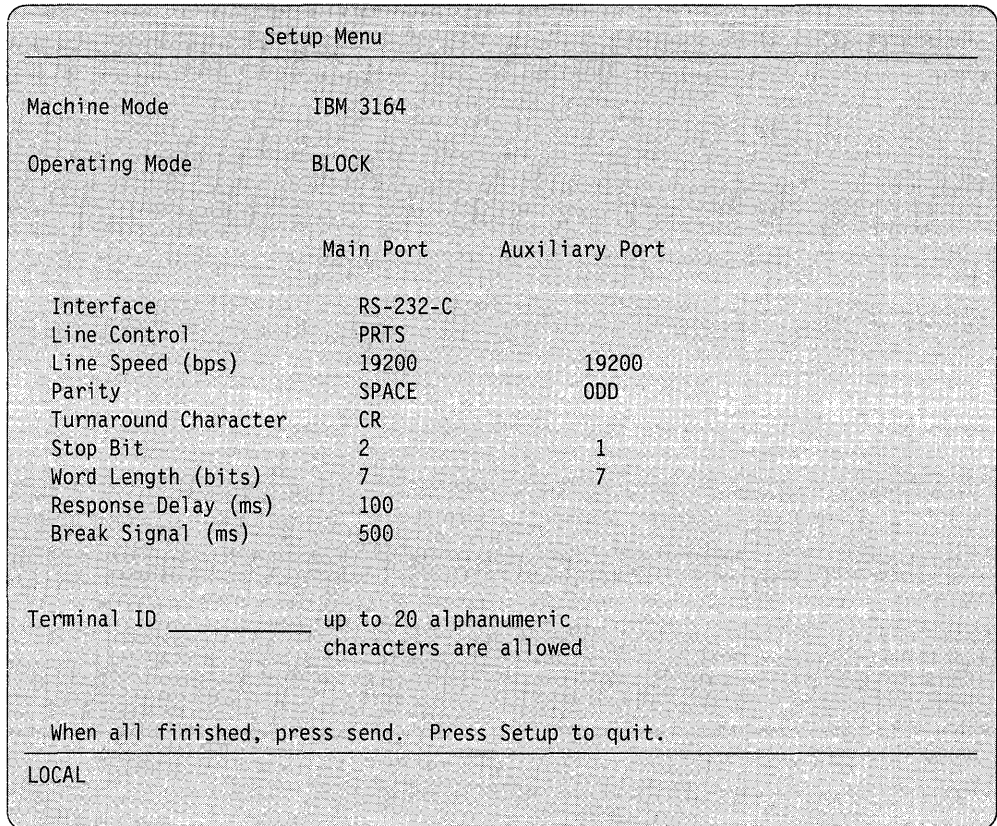 Setup Menu
Machine Mode IBM 3164
Operating Mode BLOCK
Main Port Auxiliary Port
Interface RS-232-C
Line Control PRTS
Line Speed (bps) 19200 19200
Parity SPACE ODD
Turnaround Character CR
Stop Bit 2 1
Word Length (bits) 7 7
Response Delay (ms) 100
Break Signal (ms) 500
Terminal ID ____________ up to 20 alphanumeric
characters are allowed
When all finished, press send. Press Setup to quit.
LOCAL